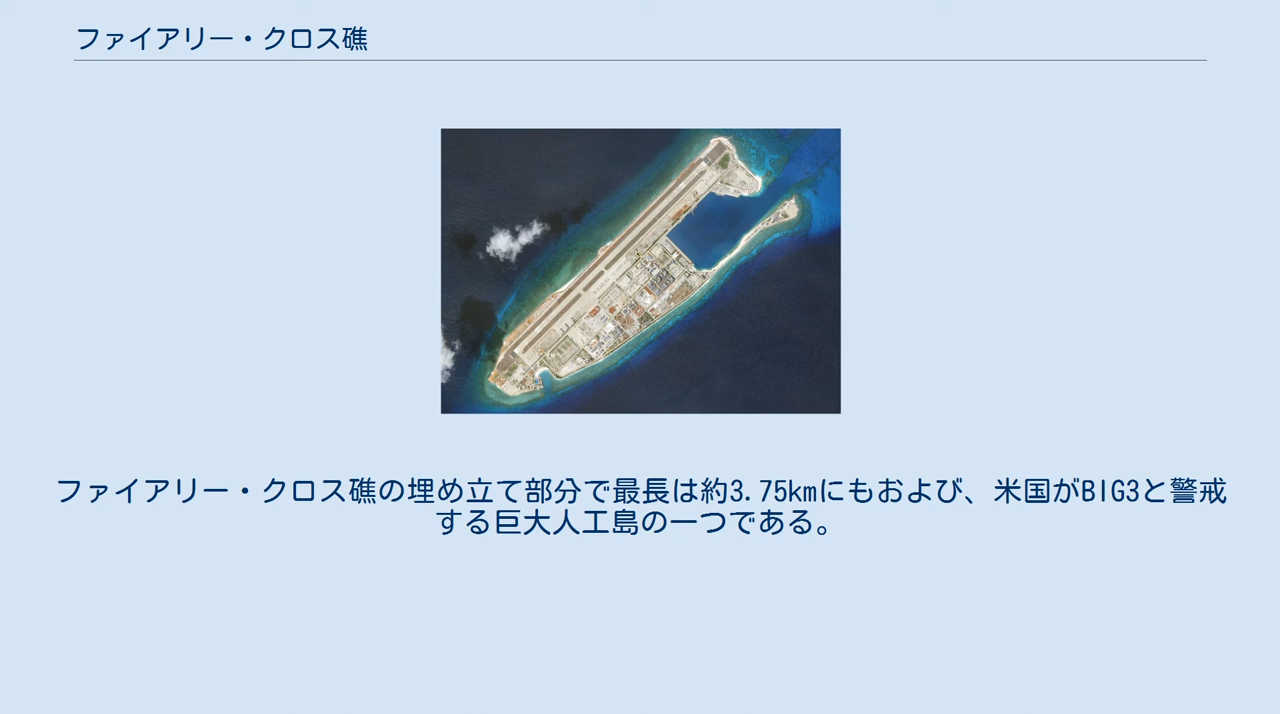 ファイアリー・クロス礁
ファイアリー・クロス礁の埋め立て部分で最長は約3.75kmにもおよび、米国がBIG3と警戒
する巨大人工島の一つである。